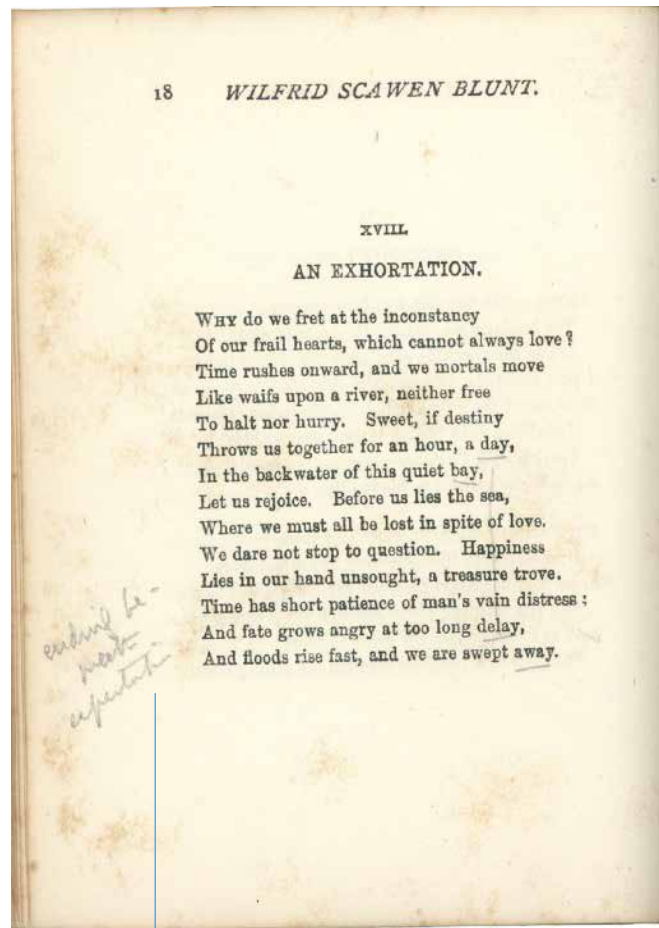 18 WILFRID SCAWEN BLUNT.
XVIII.
AN EXHORTATION.
WHY do we fret at the inconstancy
Of our frail hearts, which cannot always love?
Time rushes onward, and we mortals move
Like waifs upon a river, neither free
To halt nor hurry. Sweet, if destiny
Throws us together for an hour, a day,
In the backwater of this quiet bay,
Let us rejoice. Before us lies the sea,
Where we must all be lost in spite of love.
We dare not stop to question. Happiness
Lies in our hand unsought, a treasure trove.
Time has short patience of man's vain distress;
And fate grows angry at too long delay,
And floods rise fast, and we are swept away.
be-